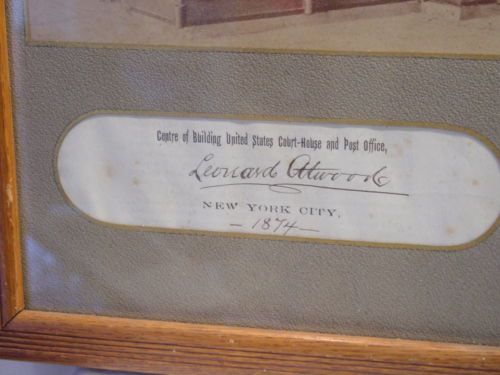 Centre of Building United States Court-House and Post Office,
Leonard Atwood
NEW YORK CITY.
— 1874 —